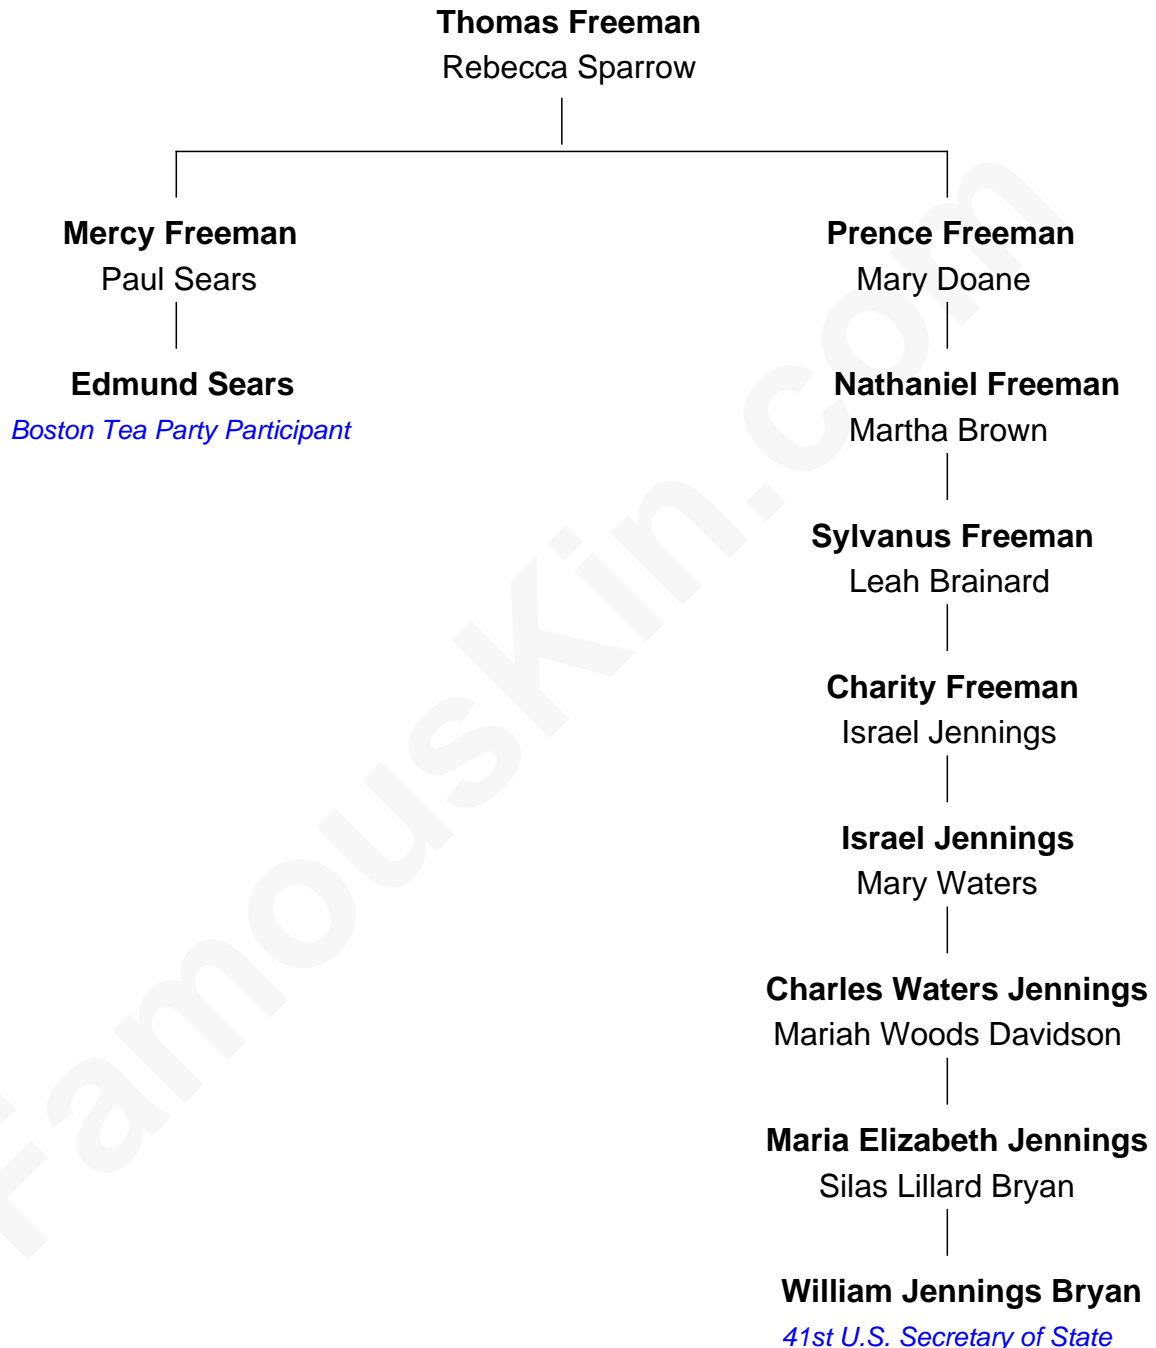 Thomas Freeman
Rebecca Sparrow
Mercy Freeman
Paul Sears
Edmund Sears
Boston Tea Party Participant
Prence Freeman
Mary Doane
Nathaniel Freeman
Martha Brown
Sylvanus Freeman
Leah Brainard
Charity Freeman
Israel Jennings
Israel Jennings
Mary Waters
Charles Waters Jennings
Mariah Woods Davidson
Maria Elizabeth Jennings
Silas Lillard Bryan
William Jennings Bryan
41st U.S. Secretary of State
FamousKin.com